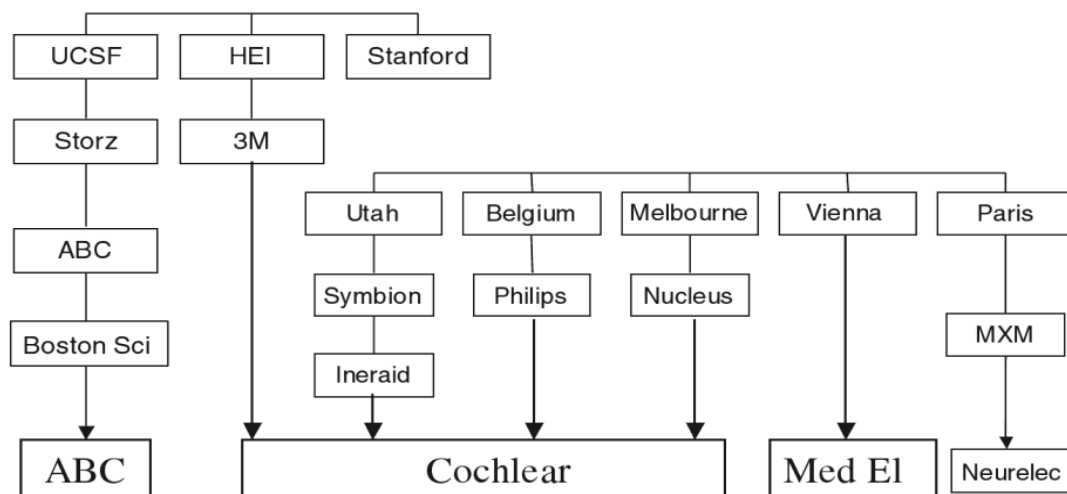 UCSF HEI Stanford
Storz 3M
Utah Belgium Melbourne Vienna Paris
ABC
Symbion Philips Nucleus
Boston Sci MXM
Ineraid
ABC Cochlear Med El Neurelec